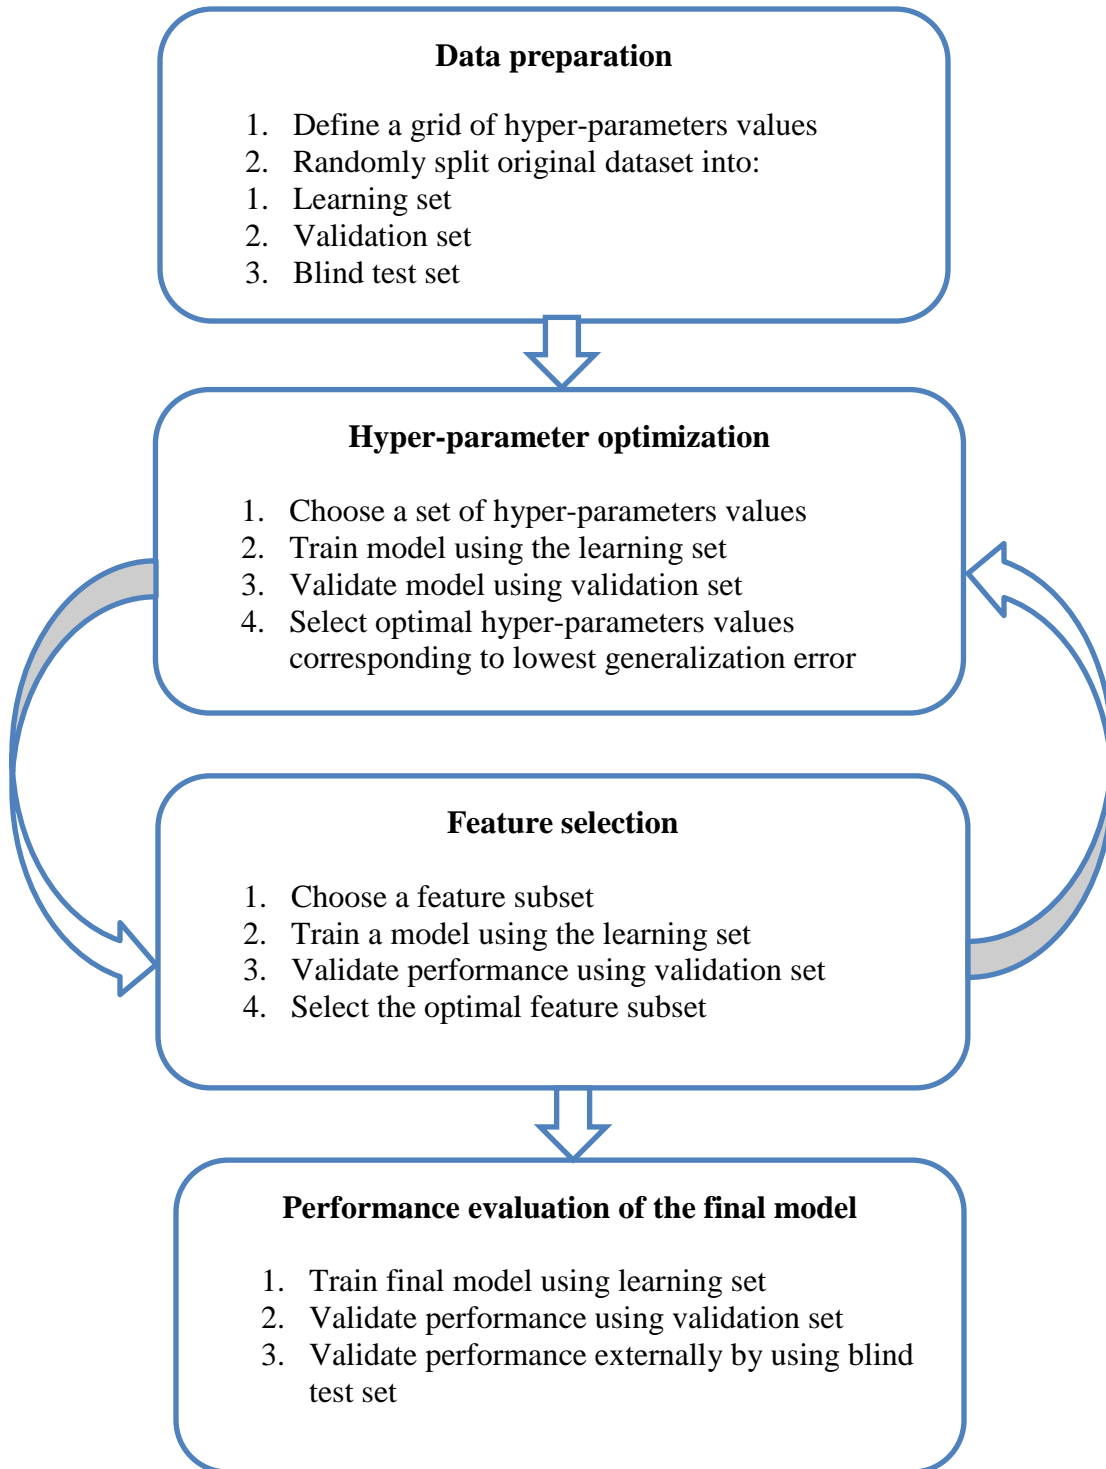 Data preparation
1. Define a grid of hyper-parameters values
2. Randomly split original dataset into:
1. Learning set
2. Validation set
3. Blind test set
Hyper-parameter optimization
1. Choose a set of hyper-parameters values
2. Train model using the learning set
3. Validate model using validation set
4. Select optimal hyper-parameters values
corresponding to lowest generalization error
Feature selection
1. Choose a feature subset
2. Train a model using the learning set
3. Validate performance using validation set
4. Select the optimal feature subset
Performance evaluation of the final model
1. Train final model using learning set
2. Validate performance using validation set
3. Validate performance externally by using blind
test set